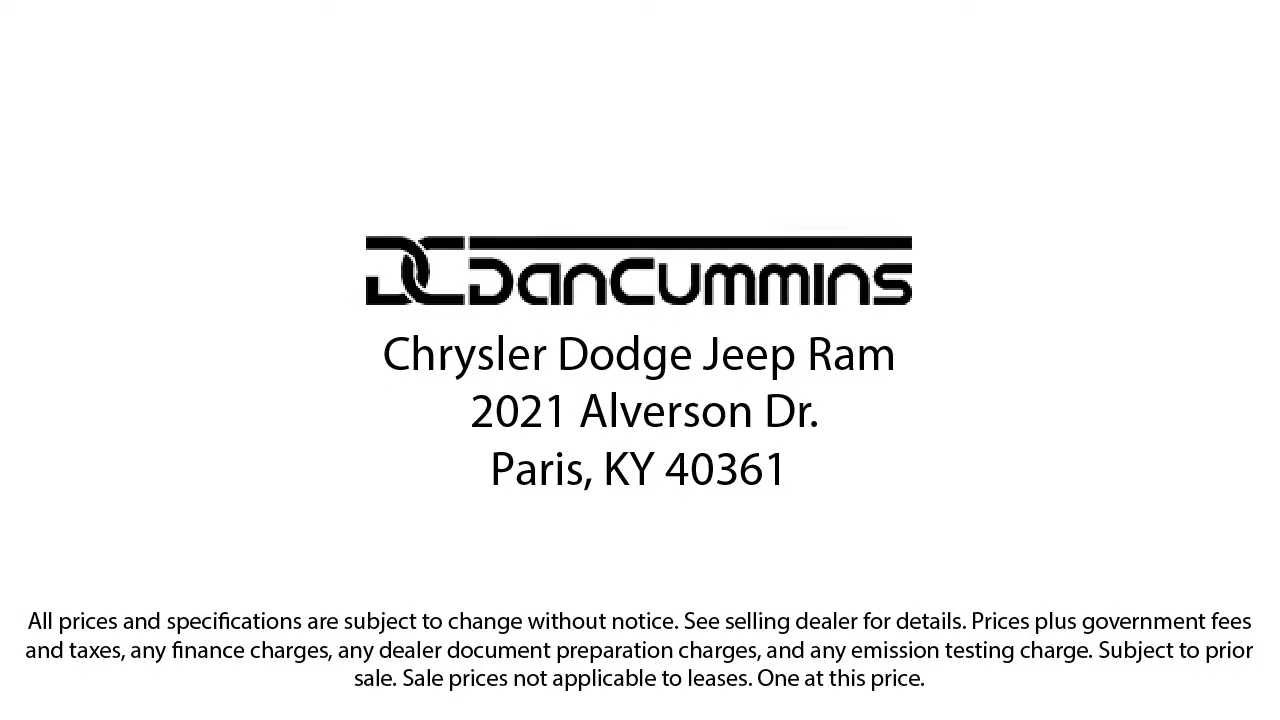 DC DanCummins
Chrysler Dodge Jeep Ram
2021 Alverson Dr.
Paris, KY 40361
All prices and specifications are subject to change without notice. See selling dealer for details. Prices plus government fees
and taxes, any finance charges, any dealer document preparation charges, and any emission testing charge. Subject to prior
sale. Sale prices not applicable to leases. One at this price.